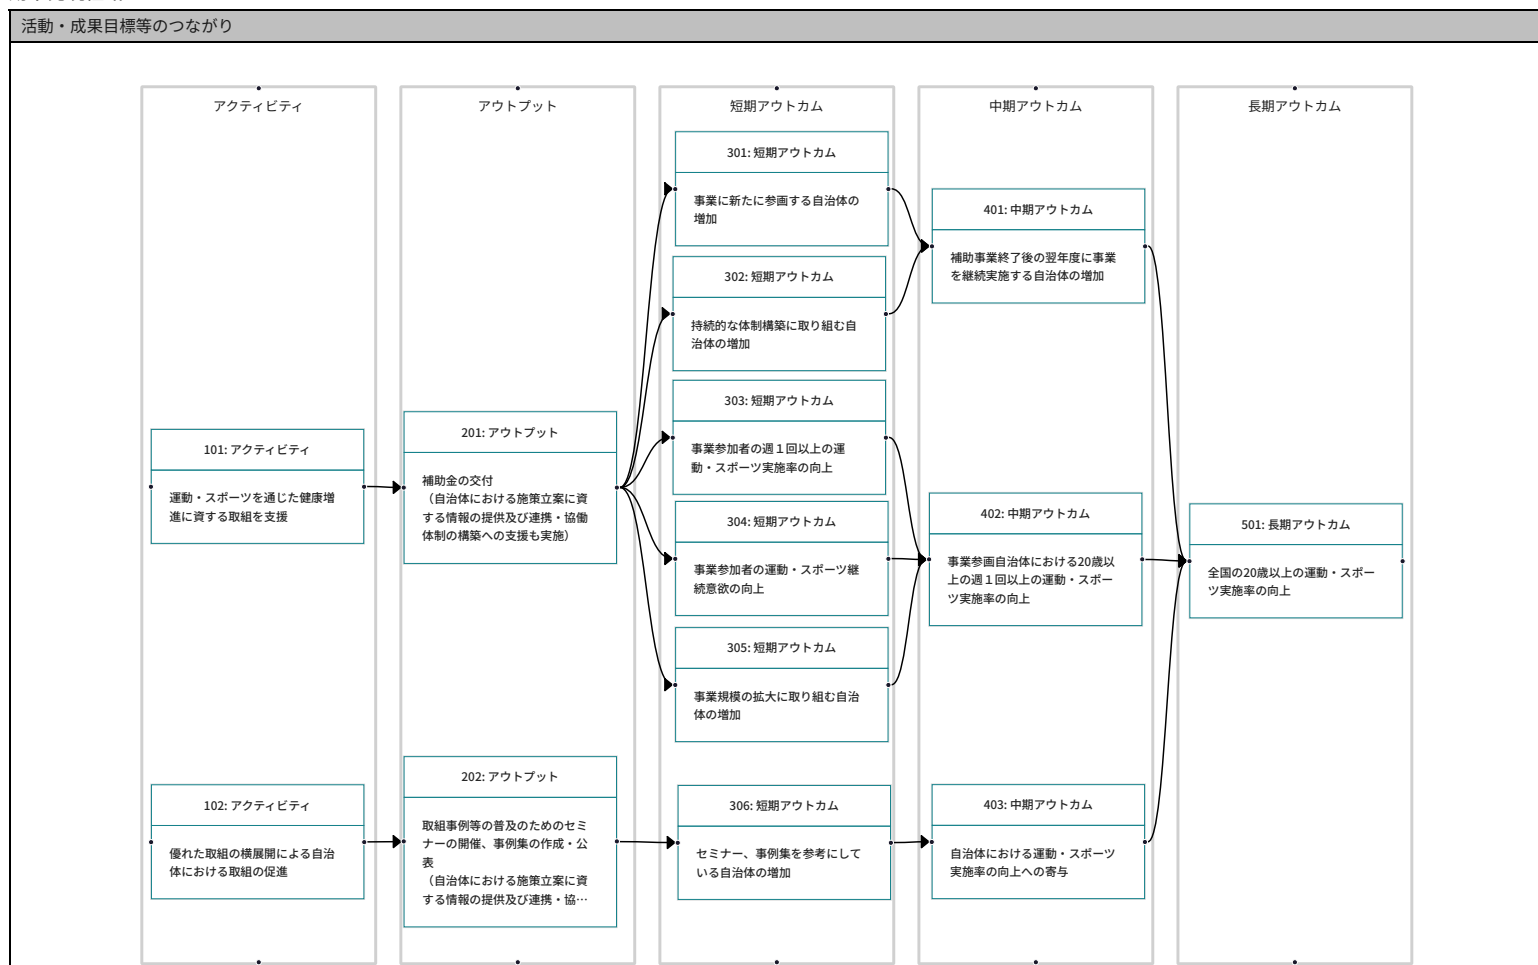 活動・成果目標等のつながり
アクティビティ
アウトプット
短期アウトカム
中期アウトカム
長期アウトカム
101: アクティビティ
運動・スポーツを通じた健康増
進に資する取組を支援
102: アクティビティ
優れた取組の横展開による自治
体における取組の促進
201: アウトプット
補助金の交付
（自治体における施策立案に資
する情報の提供及び連携・協働
体制の構築への支援も実施）
202: アウトプット
取組事例等の普及のためのセミ
ナーの開催、事例集の作成・公
表
（自治体における施策立案に資
する情報の提供及び連携・協…
301: 短期アウトカム
事業に新たに参画する自治体の
増加
302: 短期アウトカム
持続的な体制構築に取り組む自
治体の増加
303: 短期アウトカム
事業参加者の週１回以上の運
動・スポーツ実施率の向上
304: 短期アウトカム
事業参加者の運動・スポーツ継
続意欲の向上
305: 短期アウトカム
事業規模の拡大に取り組む自治
体の増加
306: 短期アウトカム
セミナー、事例集を参考にして
いる自治体の増加
401: 中期アウトカム
補助事業終了後の翌年度に事業
を継続実施する自治体の増加
402: 中期アウトカム
事業参画自治体における20歳以
上の週１回以上の運動・スポー
ツ実施率の向上
403: 中期アウトカム
自治体における運動・スポーツ
実施率の向上への寄与
501: 長期アウトカム
全国の20歳以上の運動・スポー
ツ実施率の向上